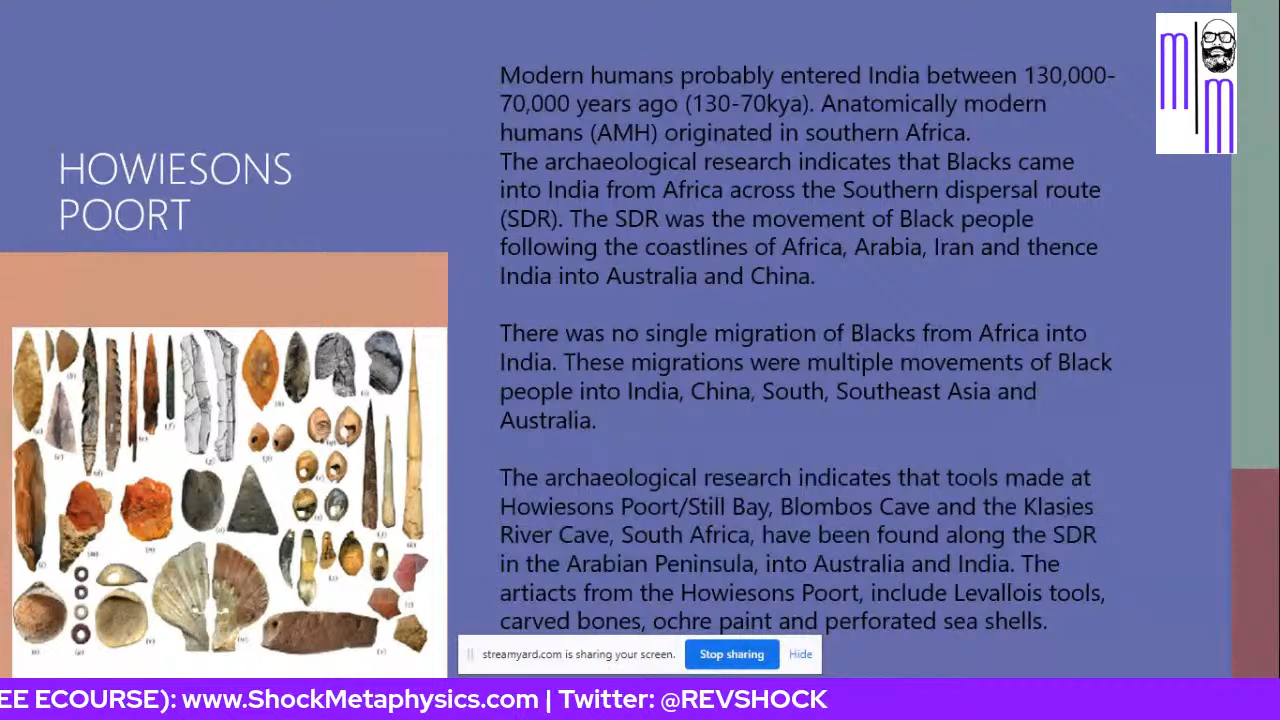 HOWIESONS
POORT
Modern humans probably entered India between 130,000-
70,000 years ago (130-70kya). Anatomically modern
humans (AMH) originated in southern Africa.
The archaeological research indicates that Blacks came
into India from Africa across the Southern dispersal route
(SDR). The SDR was the movement of Black people
following the coastlines of Africa, Arabia, Iran and thence
India into Australia and China.
There was no single migration of Blacks from Africa into
India. These migrations were multiple movements of Black
people into India, China, South, Southeast Asia and
Australia.
The archaeological research indicates that tools made at
Howiesons Poort/Still Bay, Blombos Cave and the Klasies
River Cave, South Africa, have been found along the SDR
in the Arabian Peninsula, into Australia and India. The
artiacts from the Howiesons Poort, include Levallois tools,
carved bones, ochre paint and perforated sea shells.
m
m
streamyard.com is sharing your screen. Stop sharing Hide
EE ECOURSE): www.ShockMetaphysics.com | Twitter: @REVSHOCK